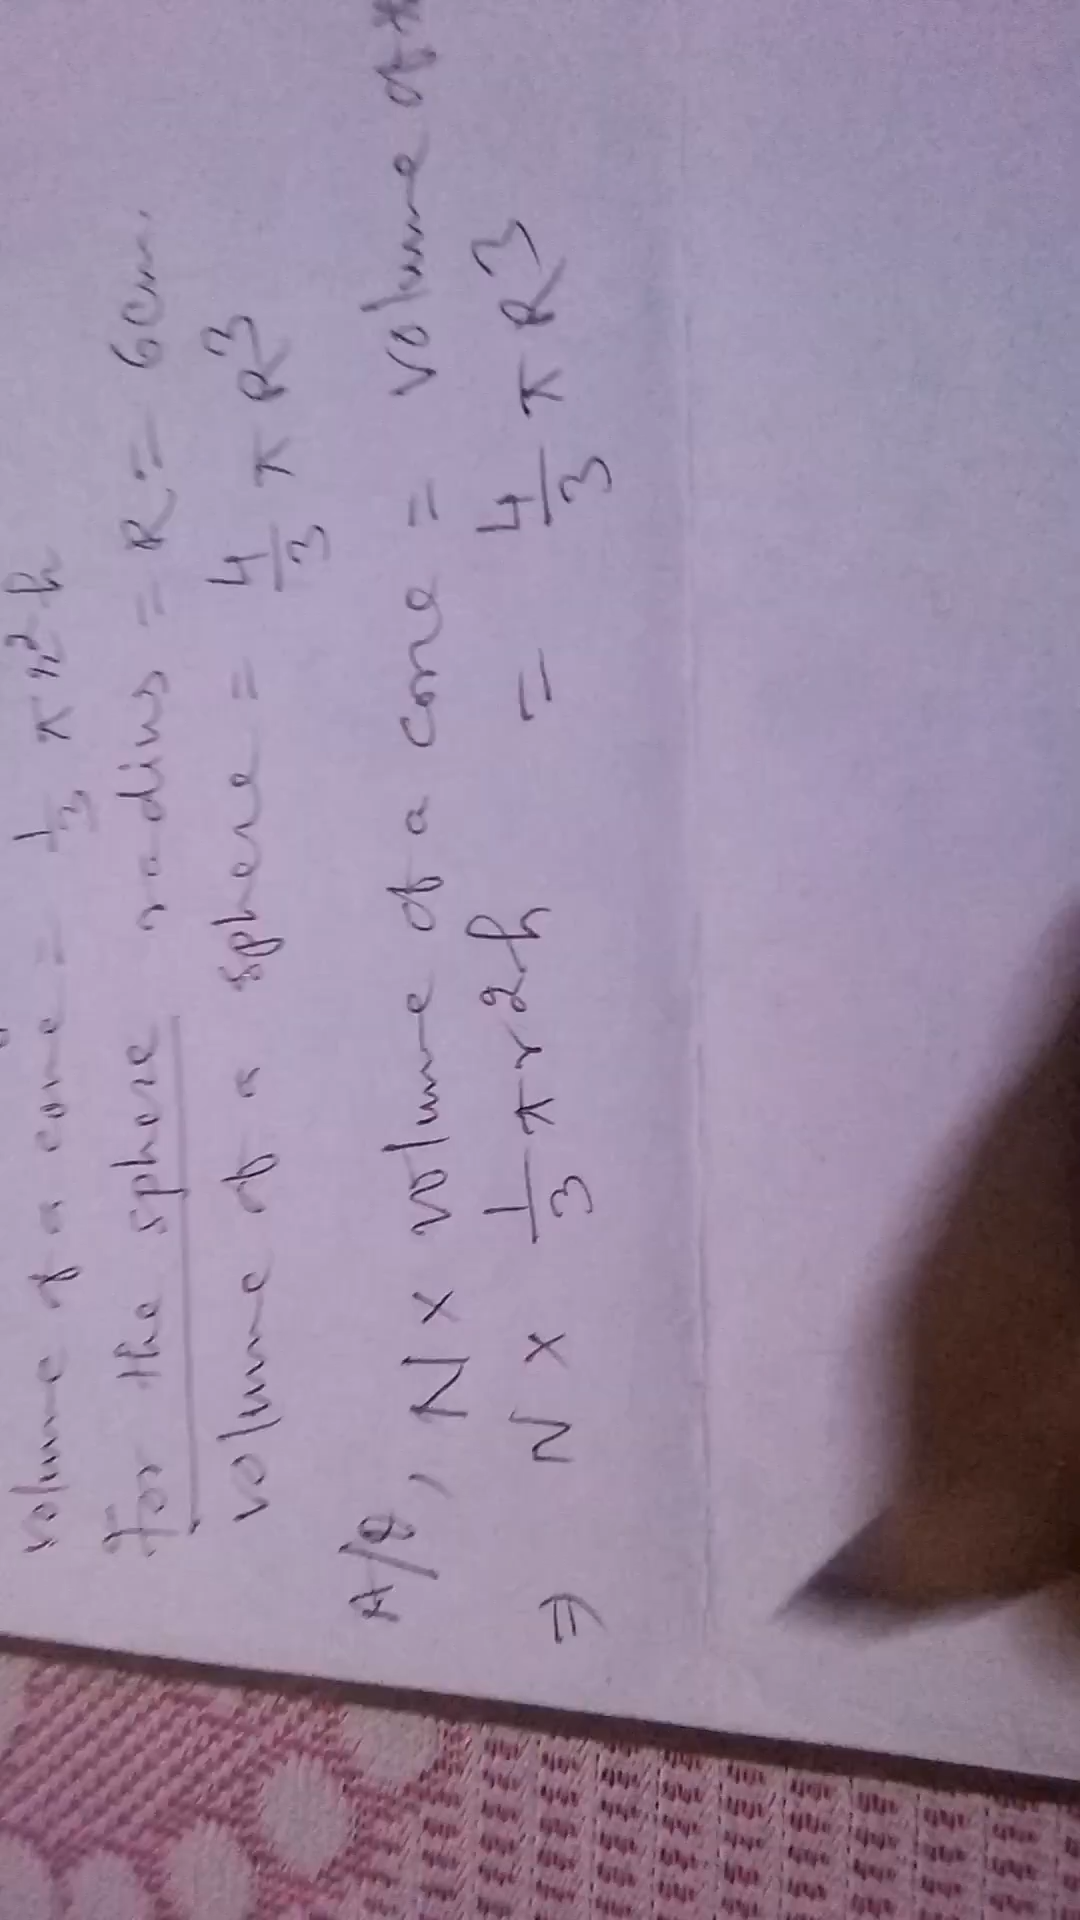 volume of a cone = 1/3 πr²h
For the sphere radius = R = 6cm.
volume of a sphere = 4/3 πR³
A/Q, N × volume of a cone = volume of
⇒ N × 1/3 πr2h = 4/3 πR³